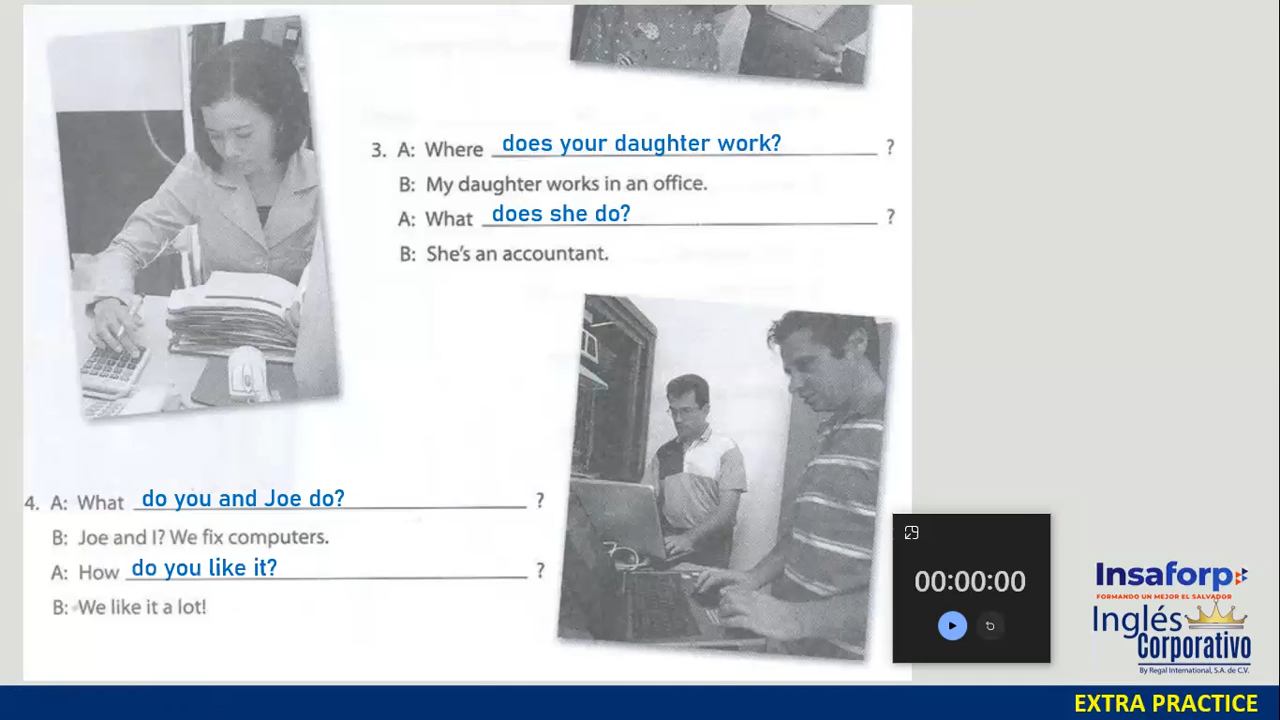 3. A: Where does your daughter work? ?
B: My daughter works in an office.
A: What does she do? ?
B: She's an accountant.
4. A: What do you and Joe do? ?
B: Joe and I? We fix computers.
A: How do you like it? ?
B: We like it a lot!
00:00:00
Insaforp
FORMANDO UN MEJOR EL SALVADOR
Inglés
Corporativo
By Regal International, S.A. de C.V.
EXTRA PRACTICE